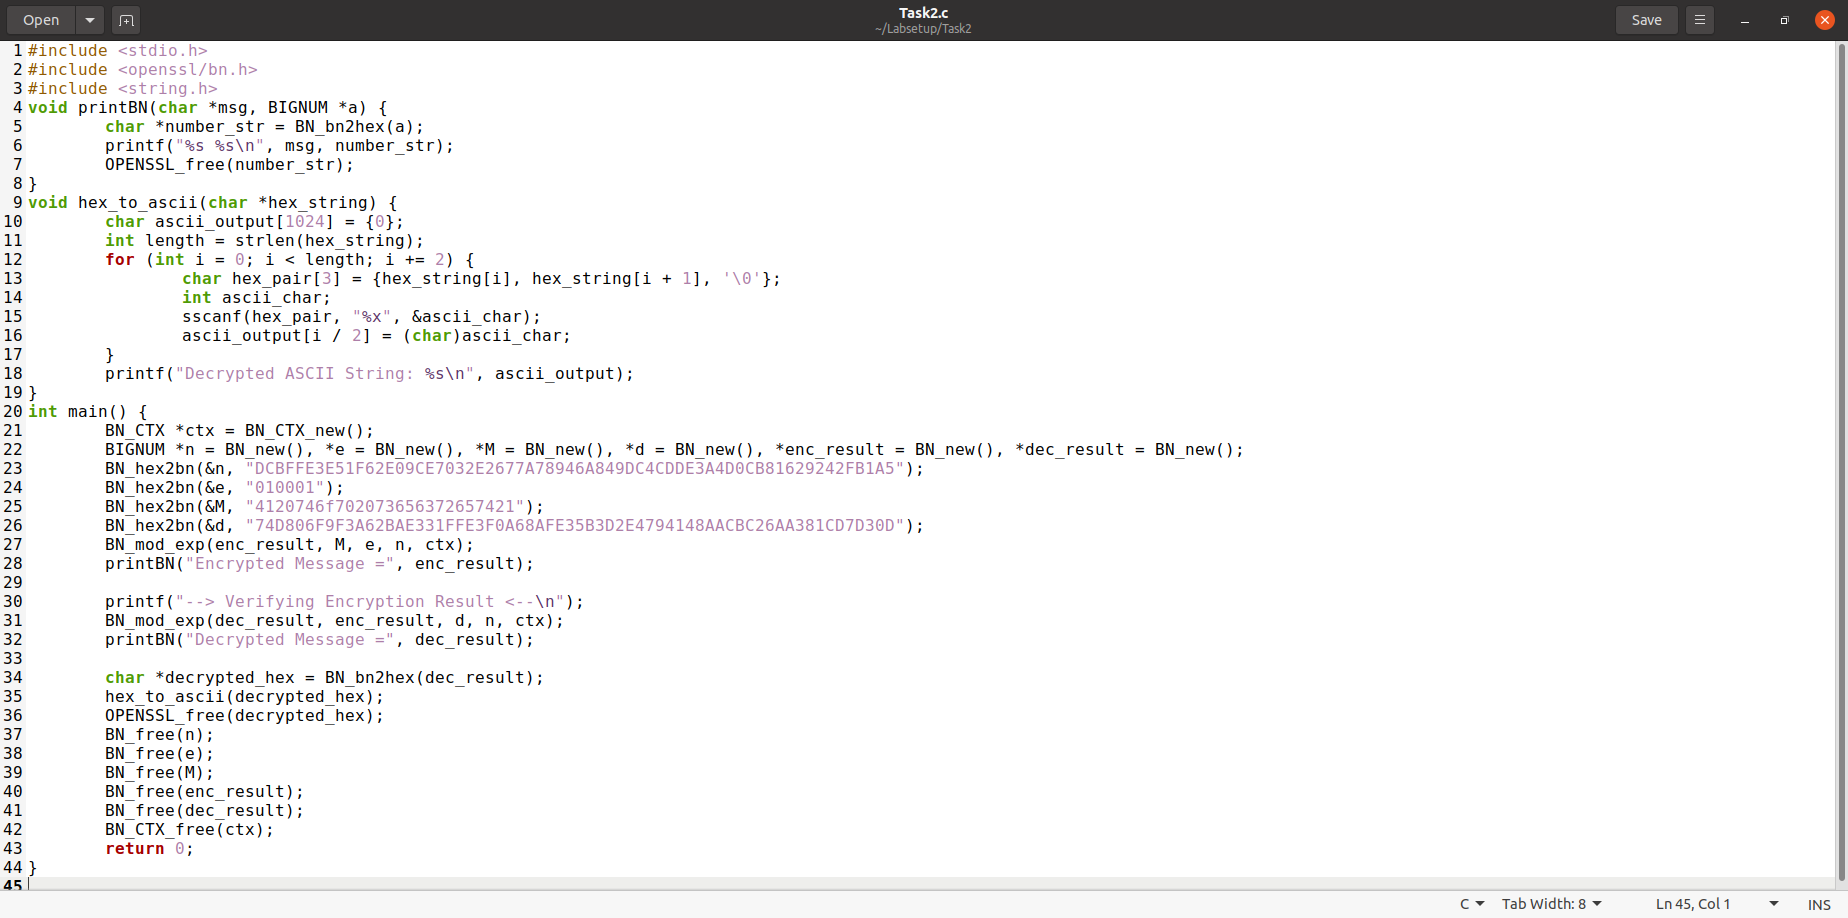 Open
Task2.c
~/Labsetup/Task2
Save
1 #include <stdio.h>
2 #include <openssl/bn.h>
3 #include <string.h>
4 void printBN(char *msg, BIGNUM *a) {
5         char *number_str = BN_bn2hex(a);
6         printf("%s %s\n", msg, number_str);
7         OPENSSL_free(number_str);
8 }
9 void hex_to_ascii(char *hex_string) {
10         char ascii_output[1024] = {0};
11         int length = strlen(hex_string);
12         for (int i = 0; i < length; i += 2) {
13                 char hex_pair[3] = {hex_string[i], hex_string[i + 1], '\0'};
14                 int ascii_char;
15                 sscanf(hex_pair, "%x", &ascii_char);
16                 ascii_output[i / 2] = (char)ascii_char;
17         }
18         printf("Decrypted ASCII String: %s\n", ascii_output);
19 }
20 int main() {
21         BN_CTX *ctx = BN_CTX_new();
22         BIGNUM *n = BN_new(), *e = BN_new(), *M = BN_new(), *d = BN_new(), *enc_result = BN_new(), *dec_result = BN_new();
23         BN_hex2bn(&n, "DCBFFE3E51F62E09CE7032E2677A78946A849DC4CDDE3A4D0CB81629242FB1A5");
24         BN_hex2bn(&e, "010001");
25         BN_hex2bn(&M, "4120746f702073656372657421");
26         BN_hex2bn(&d, "74D806F9F3A62BAE331FFE3F0A68AFE35B3D2E4794148AACBC26AA381CD7D30D");
27         BN_mod_exp(enc_result, M, e, n, ctx);
28         printBN("Encrypted Message =", enc_result);
29
30         printf("--> Verifying Encryption Result <--\n");
31         BN_mod_exp(dec_result, enc_result, d, n, ctx);
32         printBN("Decrypted Message =", dec_result);
33
34         char *decrypted_hex = BN_bn2hex(dec_result);
35         hex_to_ascii(decrypted_hex);
36         OPENSSL_free(decrypted_hex);
37         BN_free(n);
38         BN_free(e);
39         BN_free(M);
40         BN_free(enc_result);
41         BN_free(dec_result);
42         BN_CTX_free(ctx);
43         return 0;
44 }
45
C Tab Width: 8 Ln 45, Col 1 INS